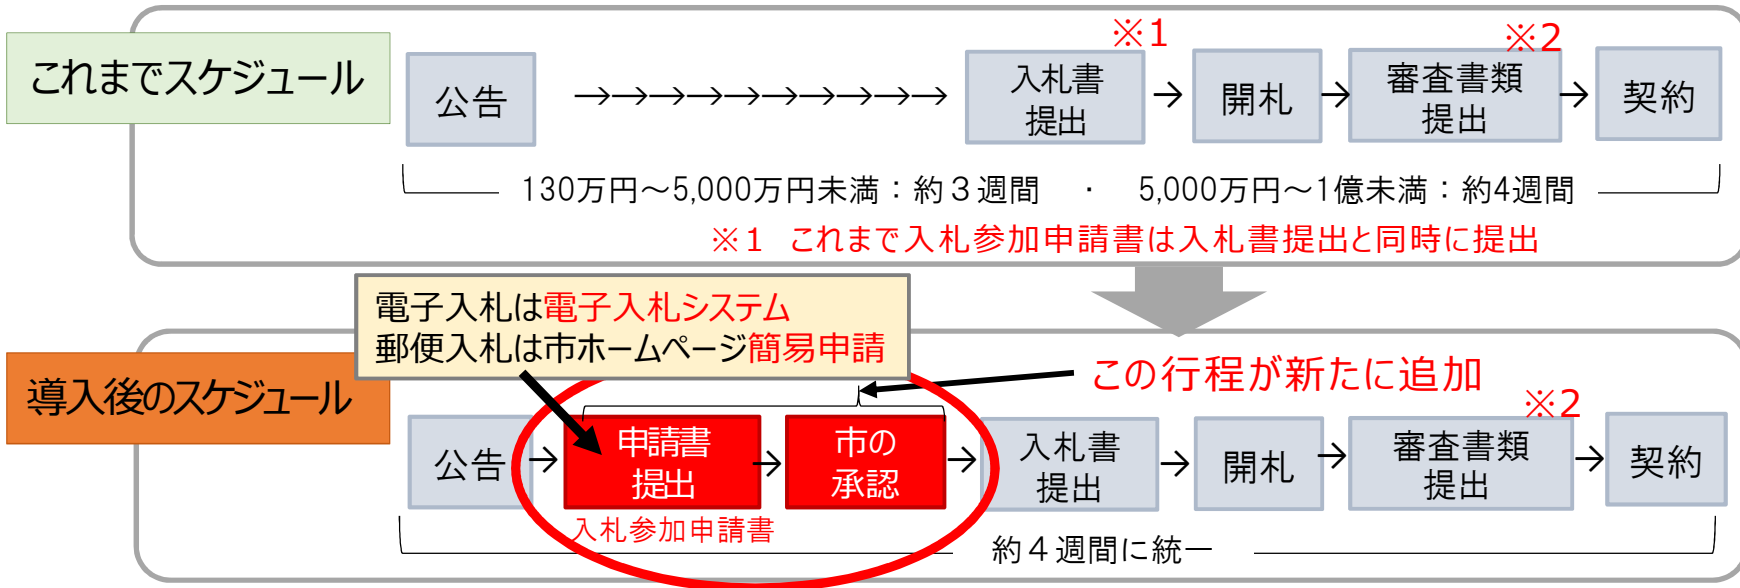 これまでスケジュール
公告
→→→→→→→→→→
入札書
提出
※1
→
開札
→
審査書類
提出
※2
→
契約
130万円～5,000万円未満：約３週間　・　5,000万円～1億未満：約4週間
※１　これまで入札参加申請書は入札書提出と同時に提出
電子入札は電子入札システム
郵便入札は市ホームページ簡易申請
この行程が新たに追加
導入後のスケジュール
公告
→
申請書
提出
入札参加申請書
→
市の
承認
→
入札書
提出
→
開札
→
審査書類
提出
※2
→
契約
約４週間に統一